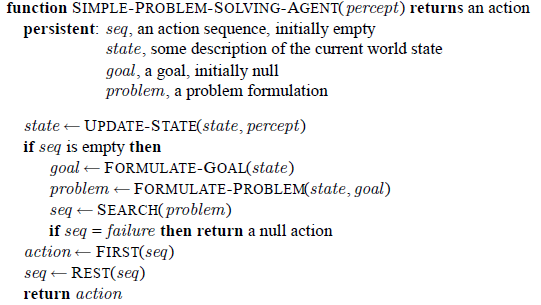 function SIMPLE-PROBLEM-SOLVING-AGENT(percept) returns an action
persistent: seq, an action sequence, initially empty
state, some description of the current world state
goal, a goal, initially null
problem, a problem formulation
state ← UPDATE-STATE(state, percept)
if seq is empty then
goal ← FORMULATE-GOAL(state)
problem ← FORMULATE-PROBLEM(state, goal)
seq ← SEARCH(problem)
if seq = failure then return a null action
action ← FIRST(seq)
seq ← REST(seq)
return action